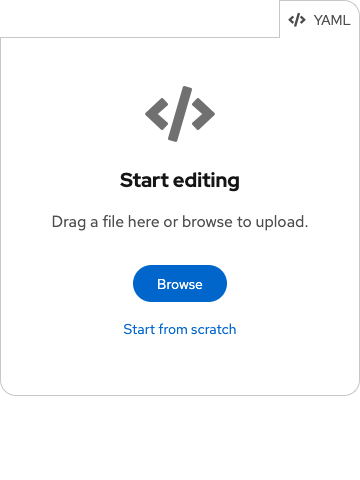 YAML
Start editing
Drag a file here or browse to upload.
Browse
Start from scratch